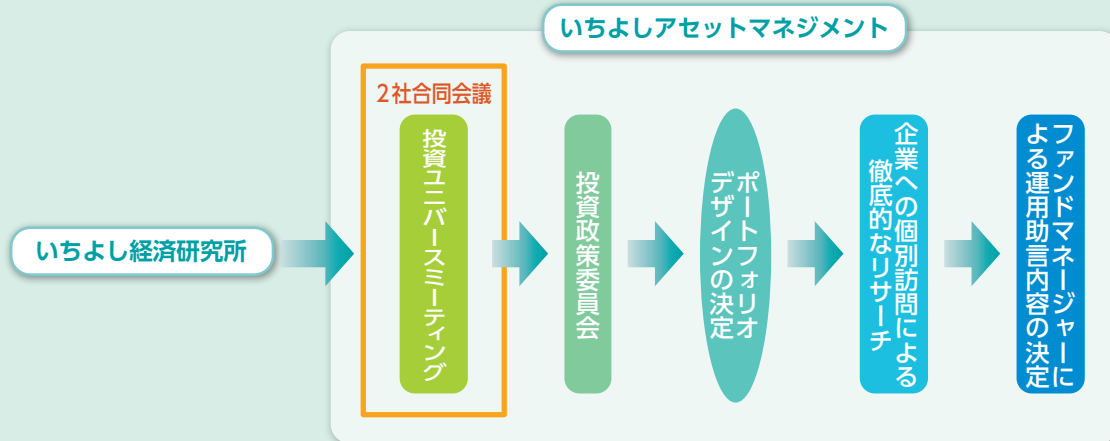 いちよしアセットマネジメント
いちよし経済研究所
2社合同会議
投資ユニバースミーティング
投資政策委員会
ポートフォリオ
デザインの決定
企業への個別訪問による
徹底的なリサーチ
ファンドマネージャーに
よる運用助言内容の決定